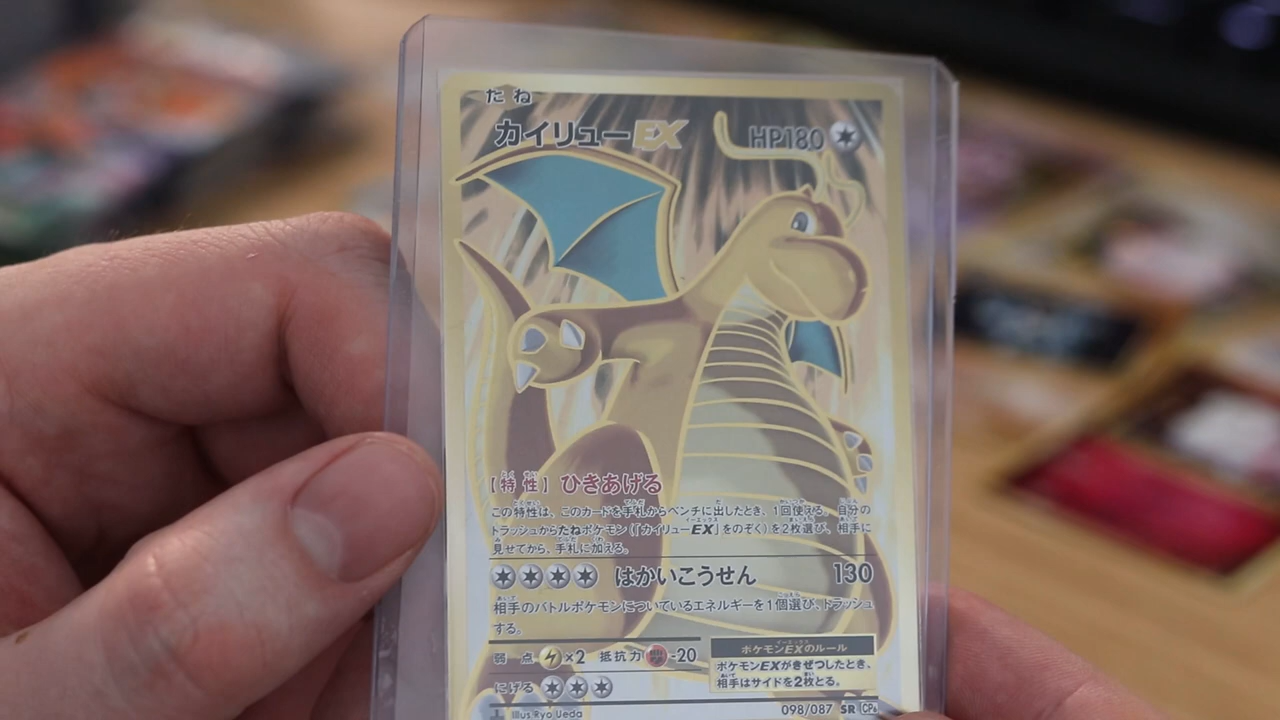 たね
カイリューEX HP180
【特性】 ひきあげる
この特性は、このカードを手札からベンチに出したとき、1回使える。自分の
トラッシュからたねポケモン(「カイリューEX」をのぞく)を2枚選び、相手に
見せてから、手札に加える。
はかいこうせん 130
相手のバトルポケモンについているエネルギーを1個選び、トラッシュ
する。
弱点 ×2 抵抗力 -20
にげる
ポケモンEXのルール
ポケモンEXがきぜつしたとき、
相手はサイドを2枚とる。
Illus.Ryo Ueda 098/087 SR CP6